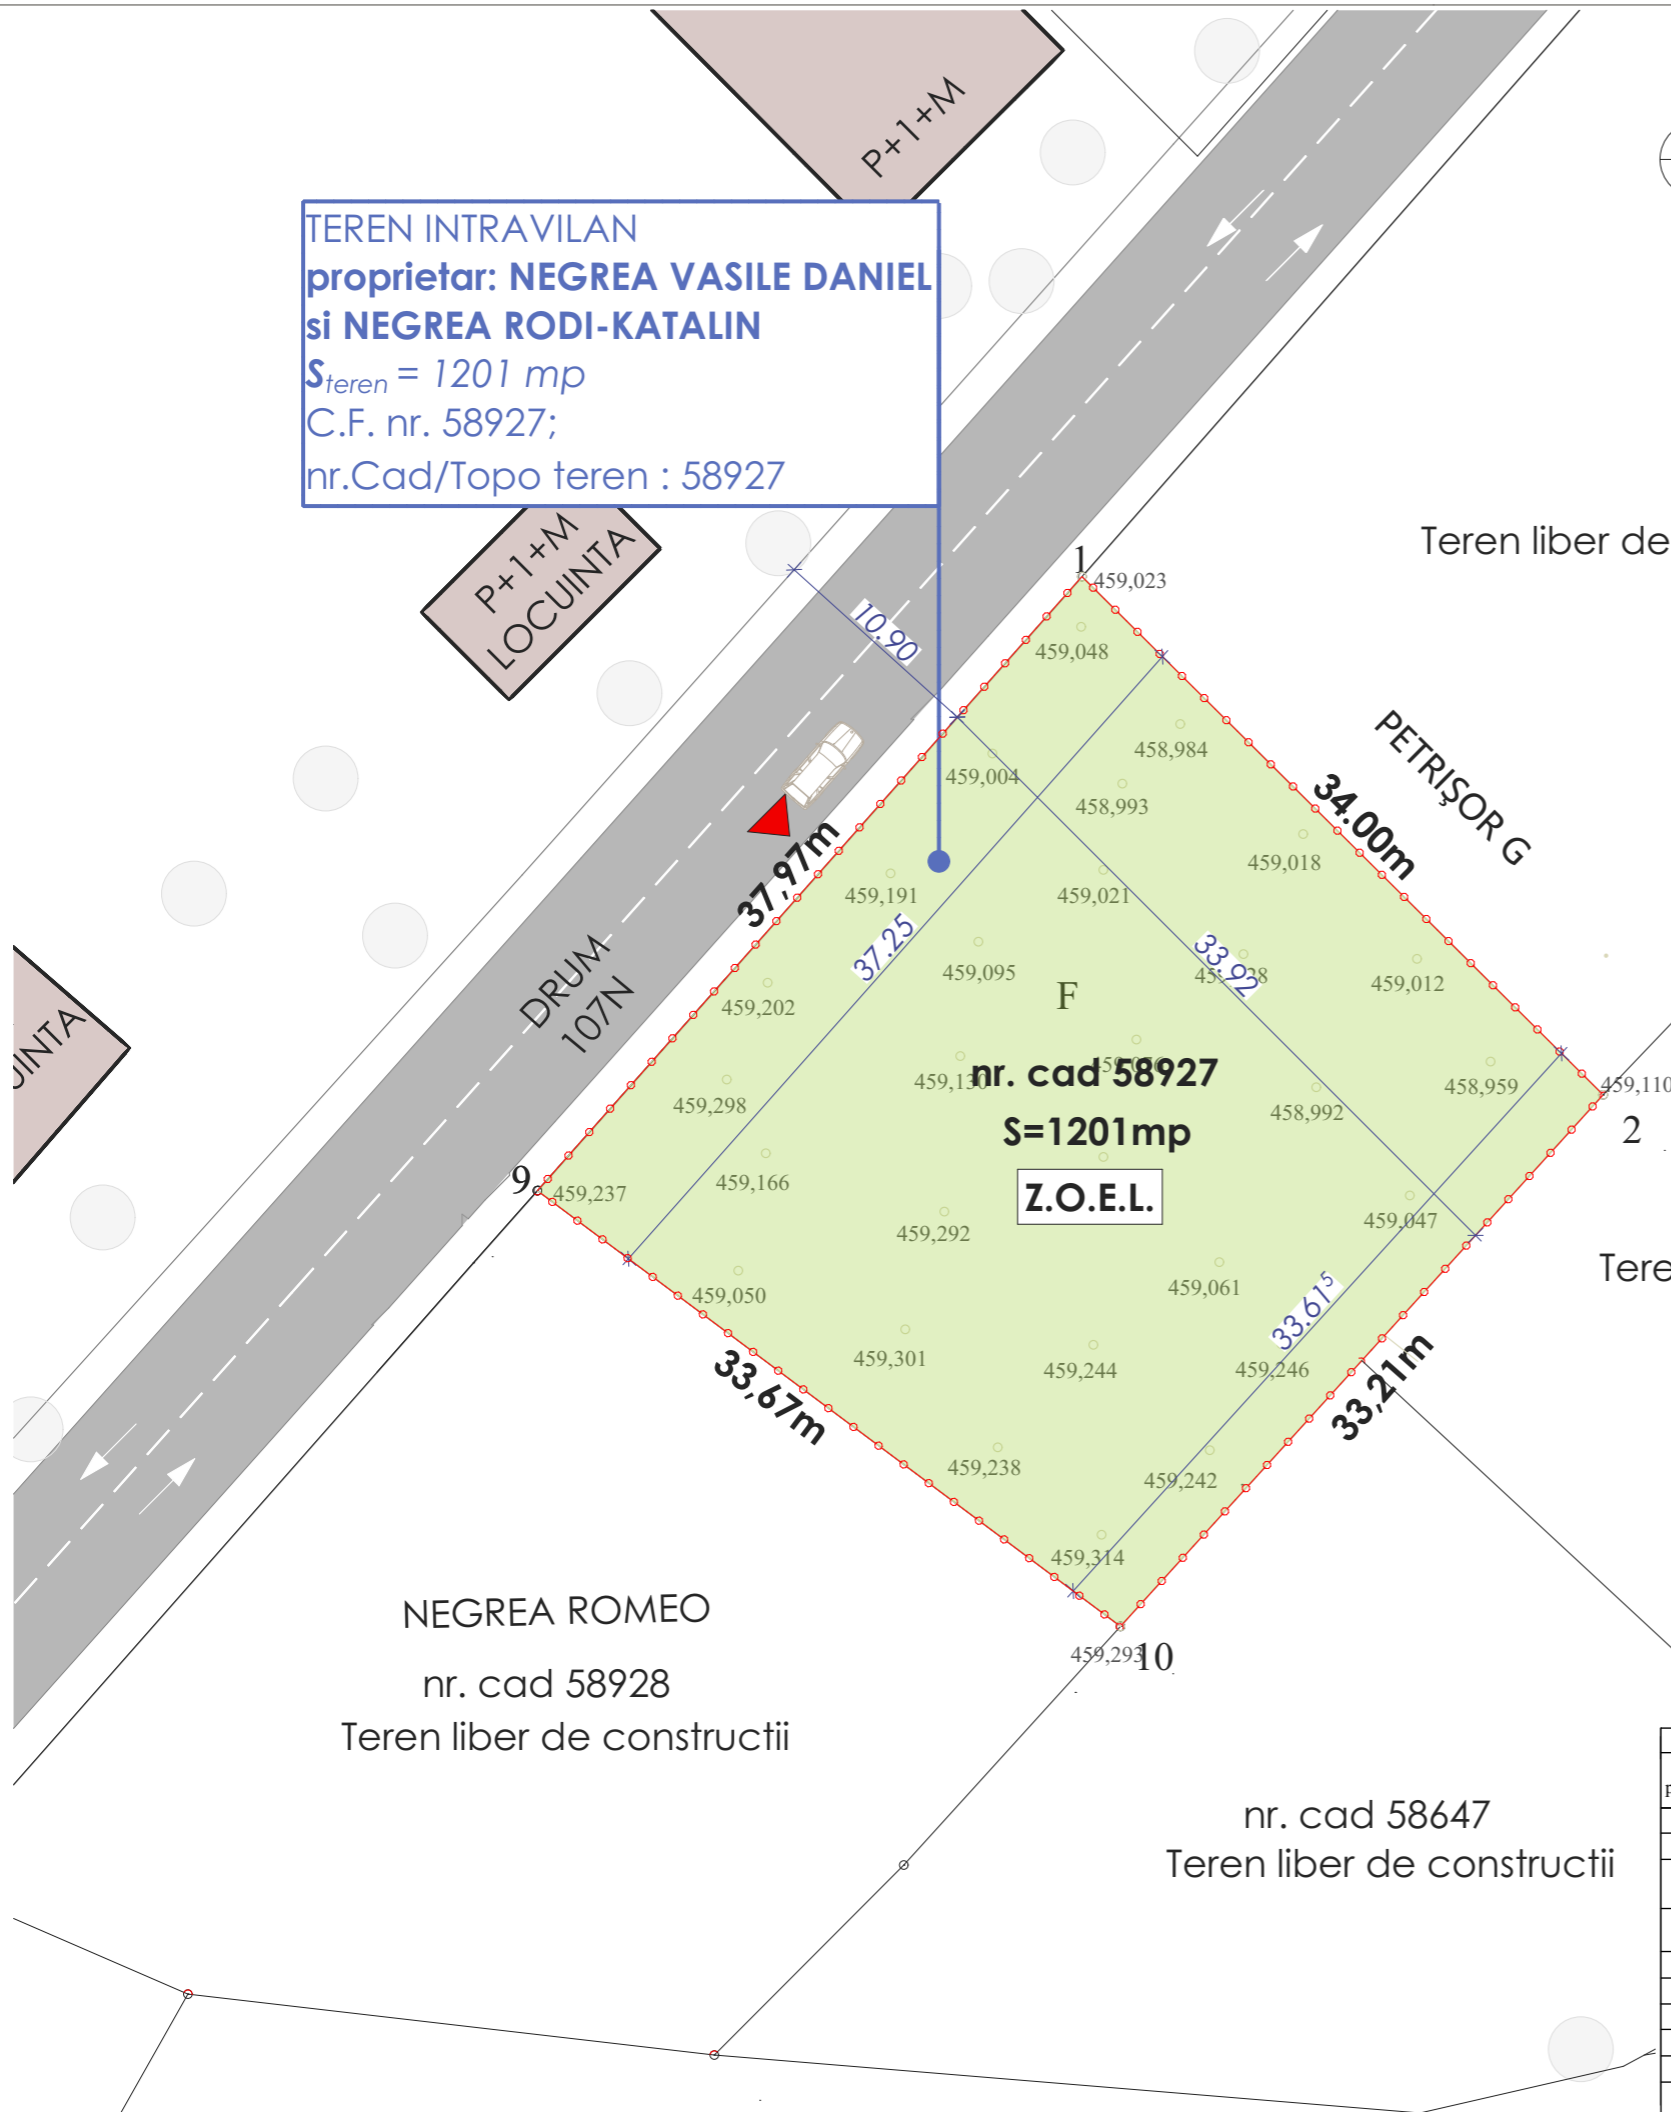 P+1+M
TEREN INTRAVILAN
proprietar: NEGREA VASILE DANIEL
si NEGREA RODI-KATALIN
Steren = 1201 mp
C.F. nr. 58927;
nr.Cad/Topo teren : 58927
P+1+M
LOCUINTA
Teren liber de
1
459,023
10.90
459,048
458,984
459,004
458,993
PETRIŞOR G
34.00m
459,018
37,97m
459,191
459,021
37.25
33.92
459,095
459,012
459,202
F
DRUM
107N
459,130
nr. cad 58927
458,959
459,110
459,298
458,992
2
S=1201mp
9
459,237
459,166
Z.O.E.L.
459,292
459,047
459,050
459,061
Tere
33.61⁵
459,301
459,244
459,246
33,21m
33,67m
459,238
459,242
459,314
459,293
10
NEGREA ROMEO
nr. cad 58928
Teren liber de constructii
nr. cad 58647
Teren liber de constructii